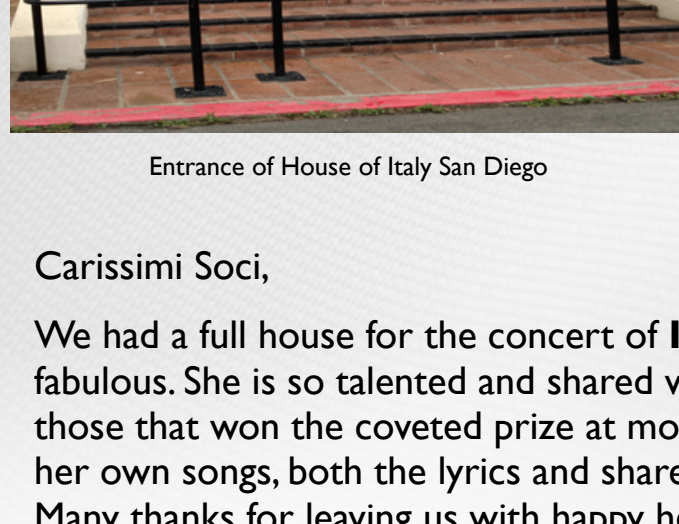 Entrance of House of Italy San Diego
Carissimi Soci,
We had a full house for the concert of
fabulous. She is so talented and shared
those that won the coveted prize at
her own songs, both the lyrics and
Many thanks for leaving us with happy